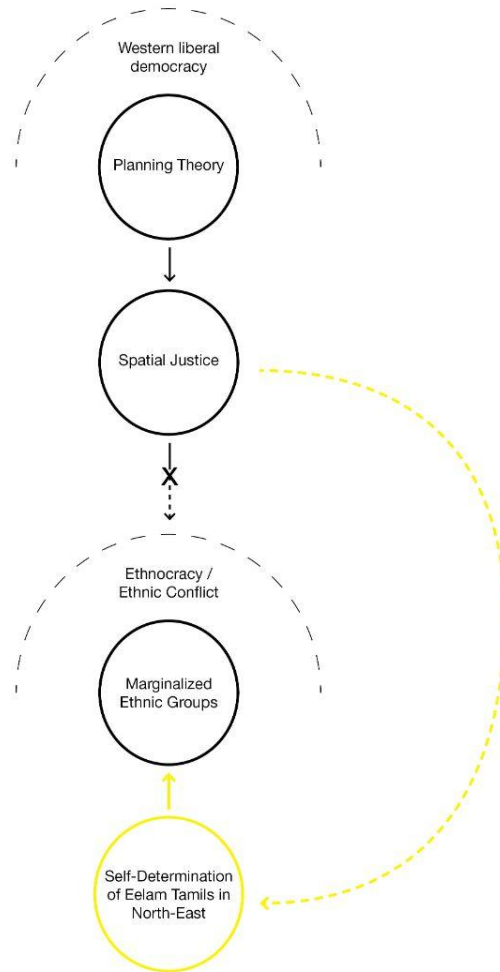 Western liberal
democracy
Planning Theory
Spatial Justice
X
Ethnocracy /
Ethnic Conflict
Marginalized
Ethnic Groups
Self-Determination
of Eelam Tamils in
North-East